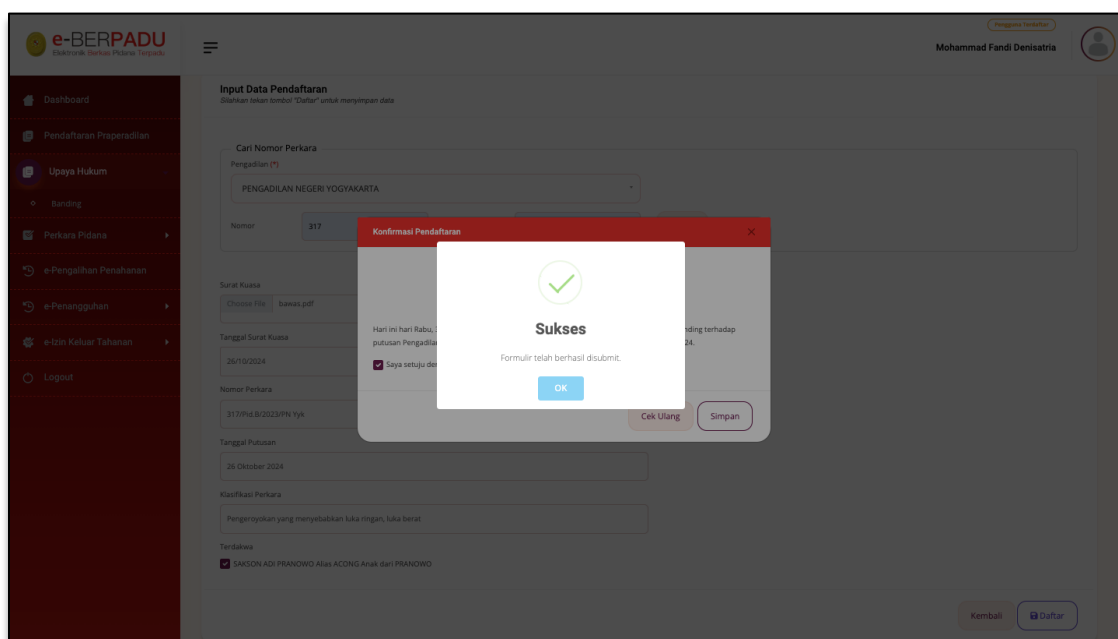 e-BERPADU
Elektronik Berkas Pidana Terpadu
Pengguna Terdaftar
Mohammad Fandi Denisatria
Dashboard
Pendaftaran Praperadilan
Upaya Hukum
Banding
Perkara Pidana
e-Pengalihan Penahanan
e-Penangguhan
e-Izin Keluar Tahanan
Logout
Input Data Pendaftaran
Silahkan tekan tombol "Daftar" untuk menyimpan data
Cari Nomor Perkara
Pengadilan (*)
PENGADILAN NEGERI YOGYAKARTA
Nomor 317
Konfirmasi Pendaftaran
Hari ini hari Rabu, nding terhadap
putusan Pengadila 24.
Saya setuju de
Sukses
Formulir telah berhasil disubmit.
OK
Cek Ulang Simpan
Surat Kuasa
Choose File bawas.pdf
Tanggal Surat Kuasa
26/10/2024
Nomor Perkara
317/Pid.B/2023/PN Yyk
Tanggal Putusan
26 Oktober 2024
Klasifikasi Perkara
Pengeroyokan yang menyebabkan luka ringan, luka berat
Terdakwa
SAKSON ADI PRANOWO Alias ACONG Anak dari PRANOWO
Kembali Daftar